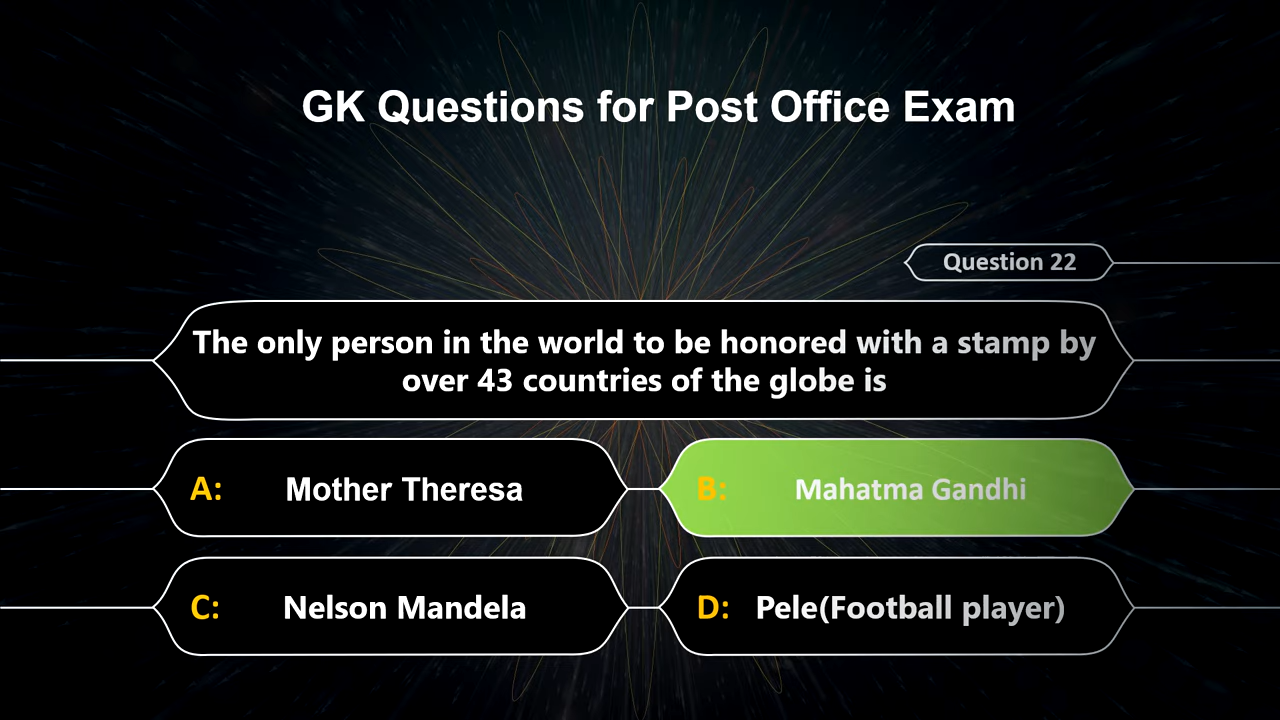 GK Questions for Post Office Exam
Question 22
The only person in the world to be honored with a stamp by
over 43 countries of the globe is
A: Mother Theresa
B: Mahatma Gandhi
C: Nelson Mandela
D: Pele(Football player)